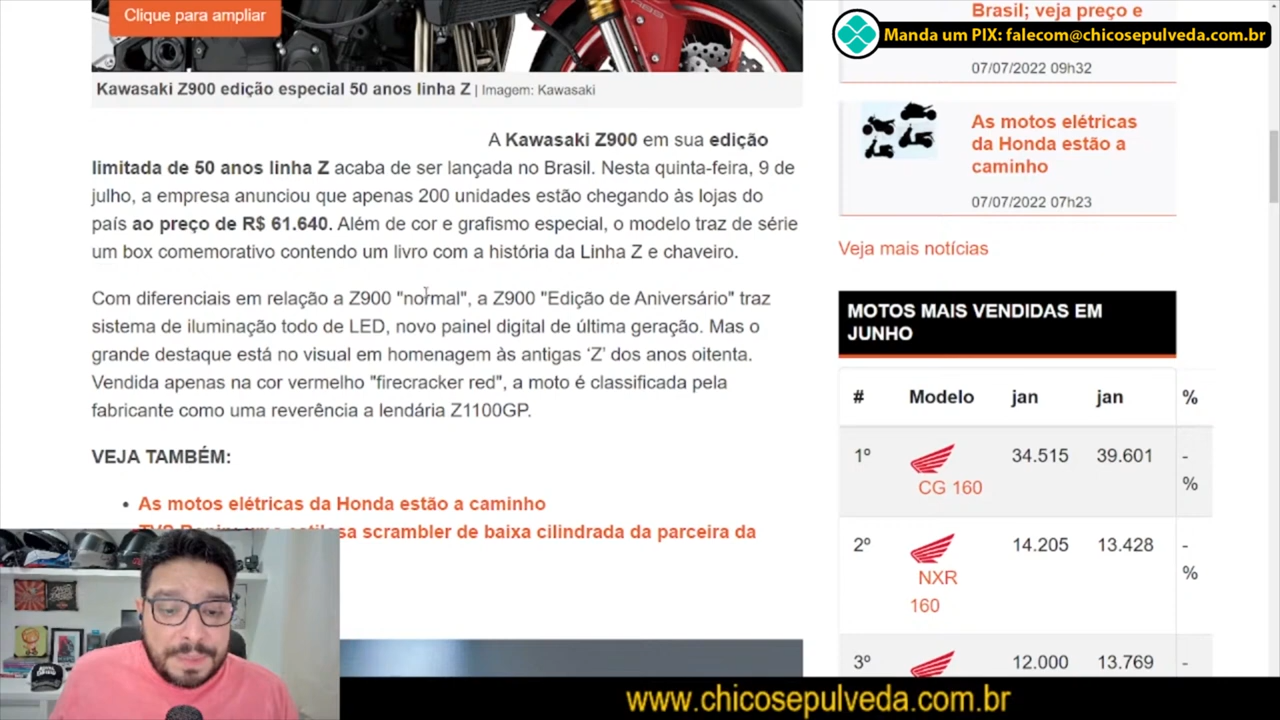 Clique para ampliar
Kawasaki Z900 edição especial 50 anos linha Z | Imagem: Kawasaki
A Kawasaki Z900 em sua edição
limitada de 50 anos linha Z acaba de ser lançada no Brasil. Nesta quinta-feira, 9 de
julho, a empresa anunciou que apenas 200 unidades estão chegando às lojas do
país ao preço de R$ 61.640. Além de cor e grafismo especial, o modelo traz de série
um box comemorativo contendo um livro com a história da Linha Z e chaveiro.
Com diferenciais em relação a Z900 "normal", a Z900 "Edição de Aniversário" traz
sistema de iluminação todo de LED, novo painel digital de última geração. Mas o
grande destaque está no visual em homenagem às antigas ‘Z’ dos anos oitenta.
Vendida apenas na cor vermelho "firecracker red", a moto é classificada pela
fabricante como uma reverência a lendária Z1100GP.
VEJA TAMBÉM:
• As motos elétricas da Honda estão a caminho
scrambler de baixa cilindrada da parceira da
Brasil; veja preço e
Manda um PIX: falecom@chicosepulveda.com.br
07/07/2022 09h32
As motos elétricas
da Honda estão a
caminho
07/07/2022 07h23
Veja mais notícias
MOTOS MAIS VENDIDAS EM
JUNHO
# Modelo jan jan %
1º CG 160 34.515 39.601 - %
2º NXR 160 14.205 13.428 - %
3º 12.000 13.769 -
www.chicosepulveda.com.br